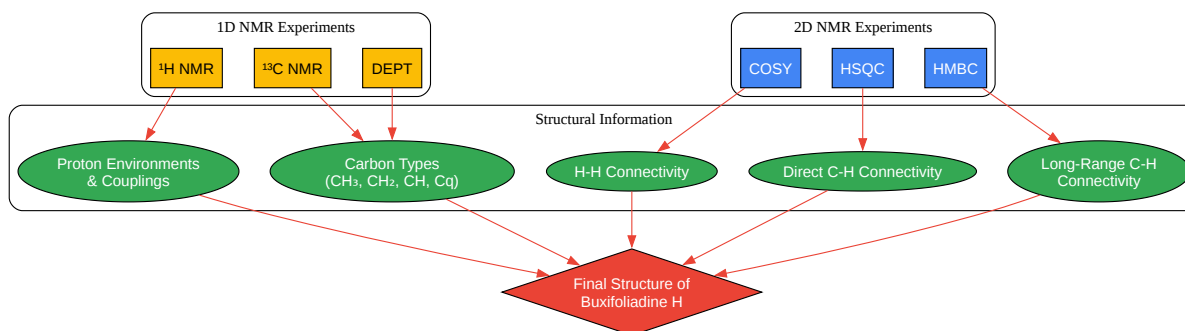 1D NMR Experiments
2D NMR Experiments
¹H NMR
¹³C NMR
DEPT
COSY
HSQC
HMBC
Structural Information
Proton Environments
& Couplings
Carbon Types
(CH₃, CH₂, CH, Cq)
H-H Connectivity
Direct C-H Connectivity
Long-Range C-H
Connectivity
Final Structure of
Buxifoliadine H